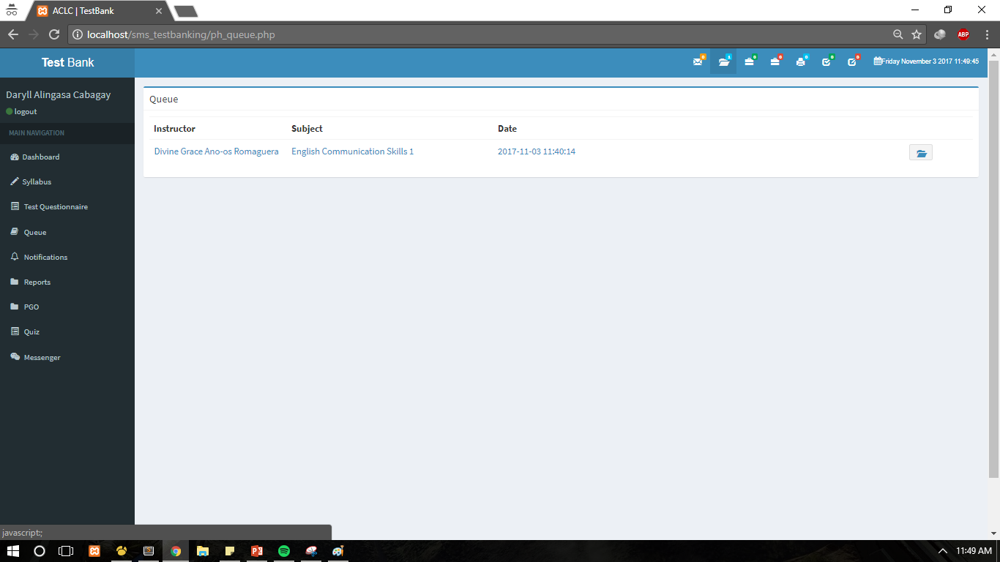 ACLC | TestBank
localhost/sms_testbanking/ph_queue.php
ABP
Test Bank
0 1 0 0 0 0 0 Friday November 3 2017 11:49:45
Daryll Alingasa Cabagay
logout
MAIN NAVIGATION
Dashboard
Syllabus
Test Questionnaire
Queue
Notifications
Reports
PGO
Quiz
Messenger
Queue
Instructor Subject Date
Divine Grace Ano-os Romaguera English Communication Skills 1 2017-11-03 11:40:14
javascript:;
11:49 AM